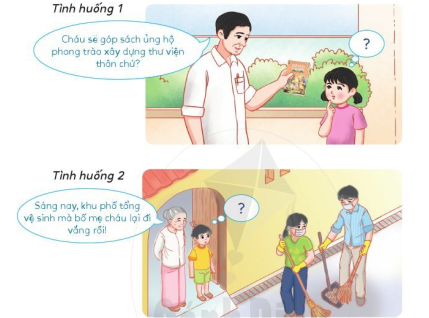 Tình huống 1
Cháu sẽ góp sách ủng hộ
phong trào xây dựng thư viện
thôn chứ?
?
Tình huống 2
Sáng nay, khu phố tổng
vệ sinh mà bố mẹ cháu lại đi
vắng rồi!
?